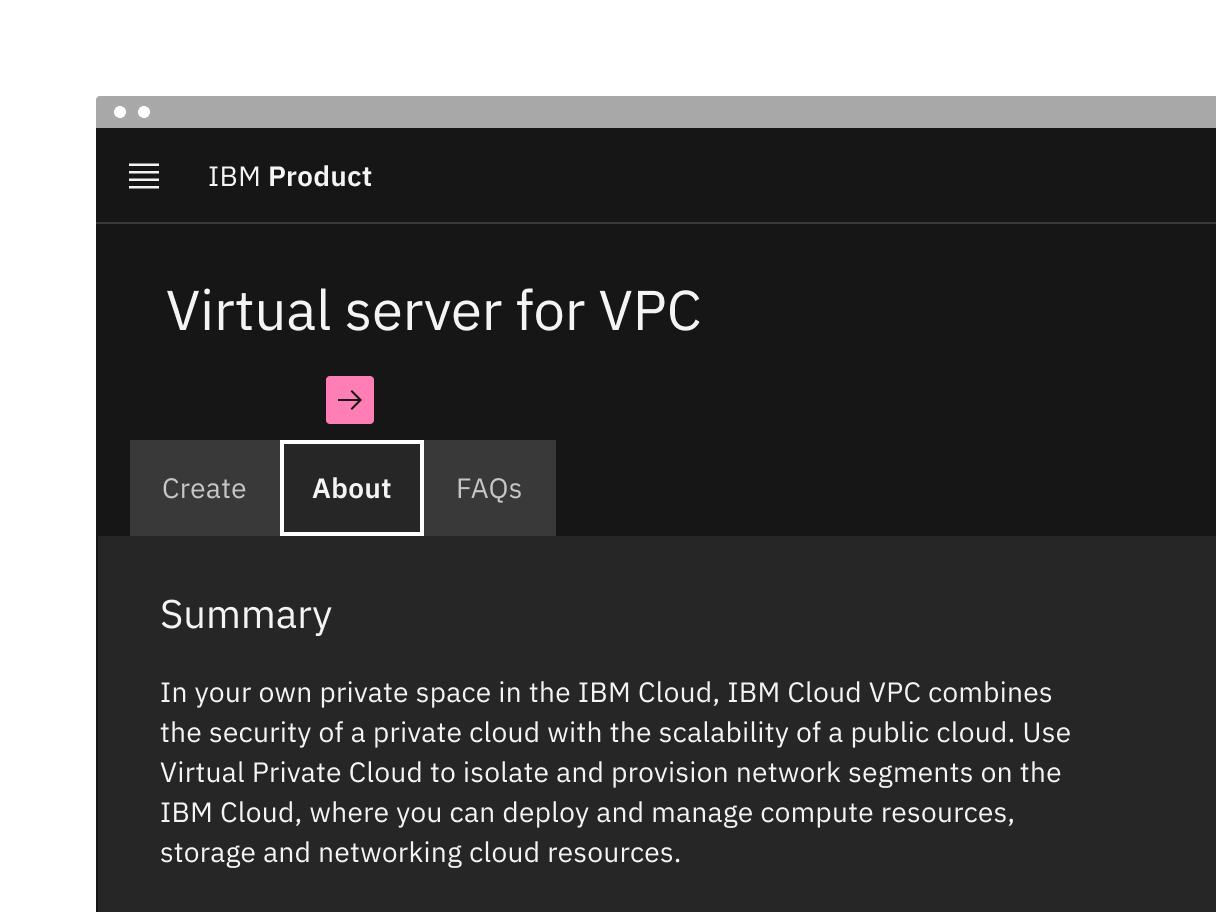 IBM Product
Virtual server for VPC
Create About FAQs
Summary
In your own private space in the IBM Cloud, IBM Cloud VPC combines
the security of a private cloud with the scalability of a public cloud. Use
Virtual Private Cloud to isolate and provision network segments on the
IBM Cloud, where you can deploy and manage compute resources,
storage and networking cloud resources.